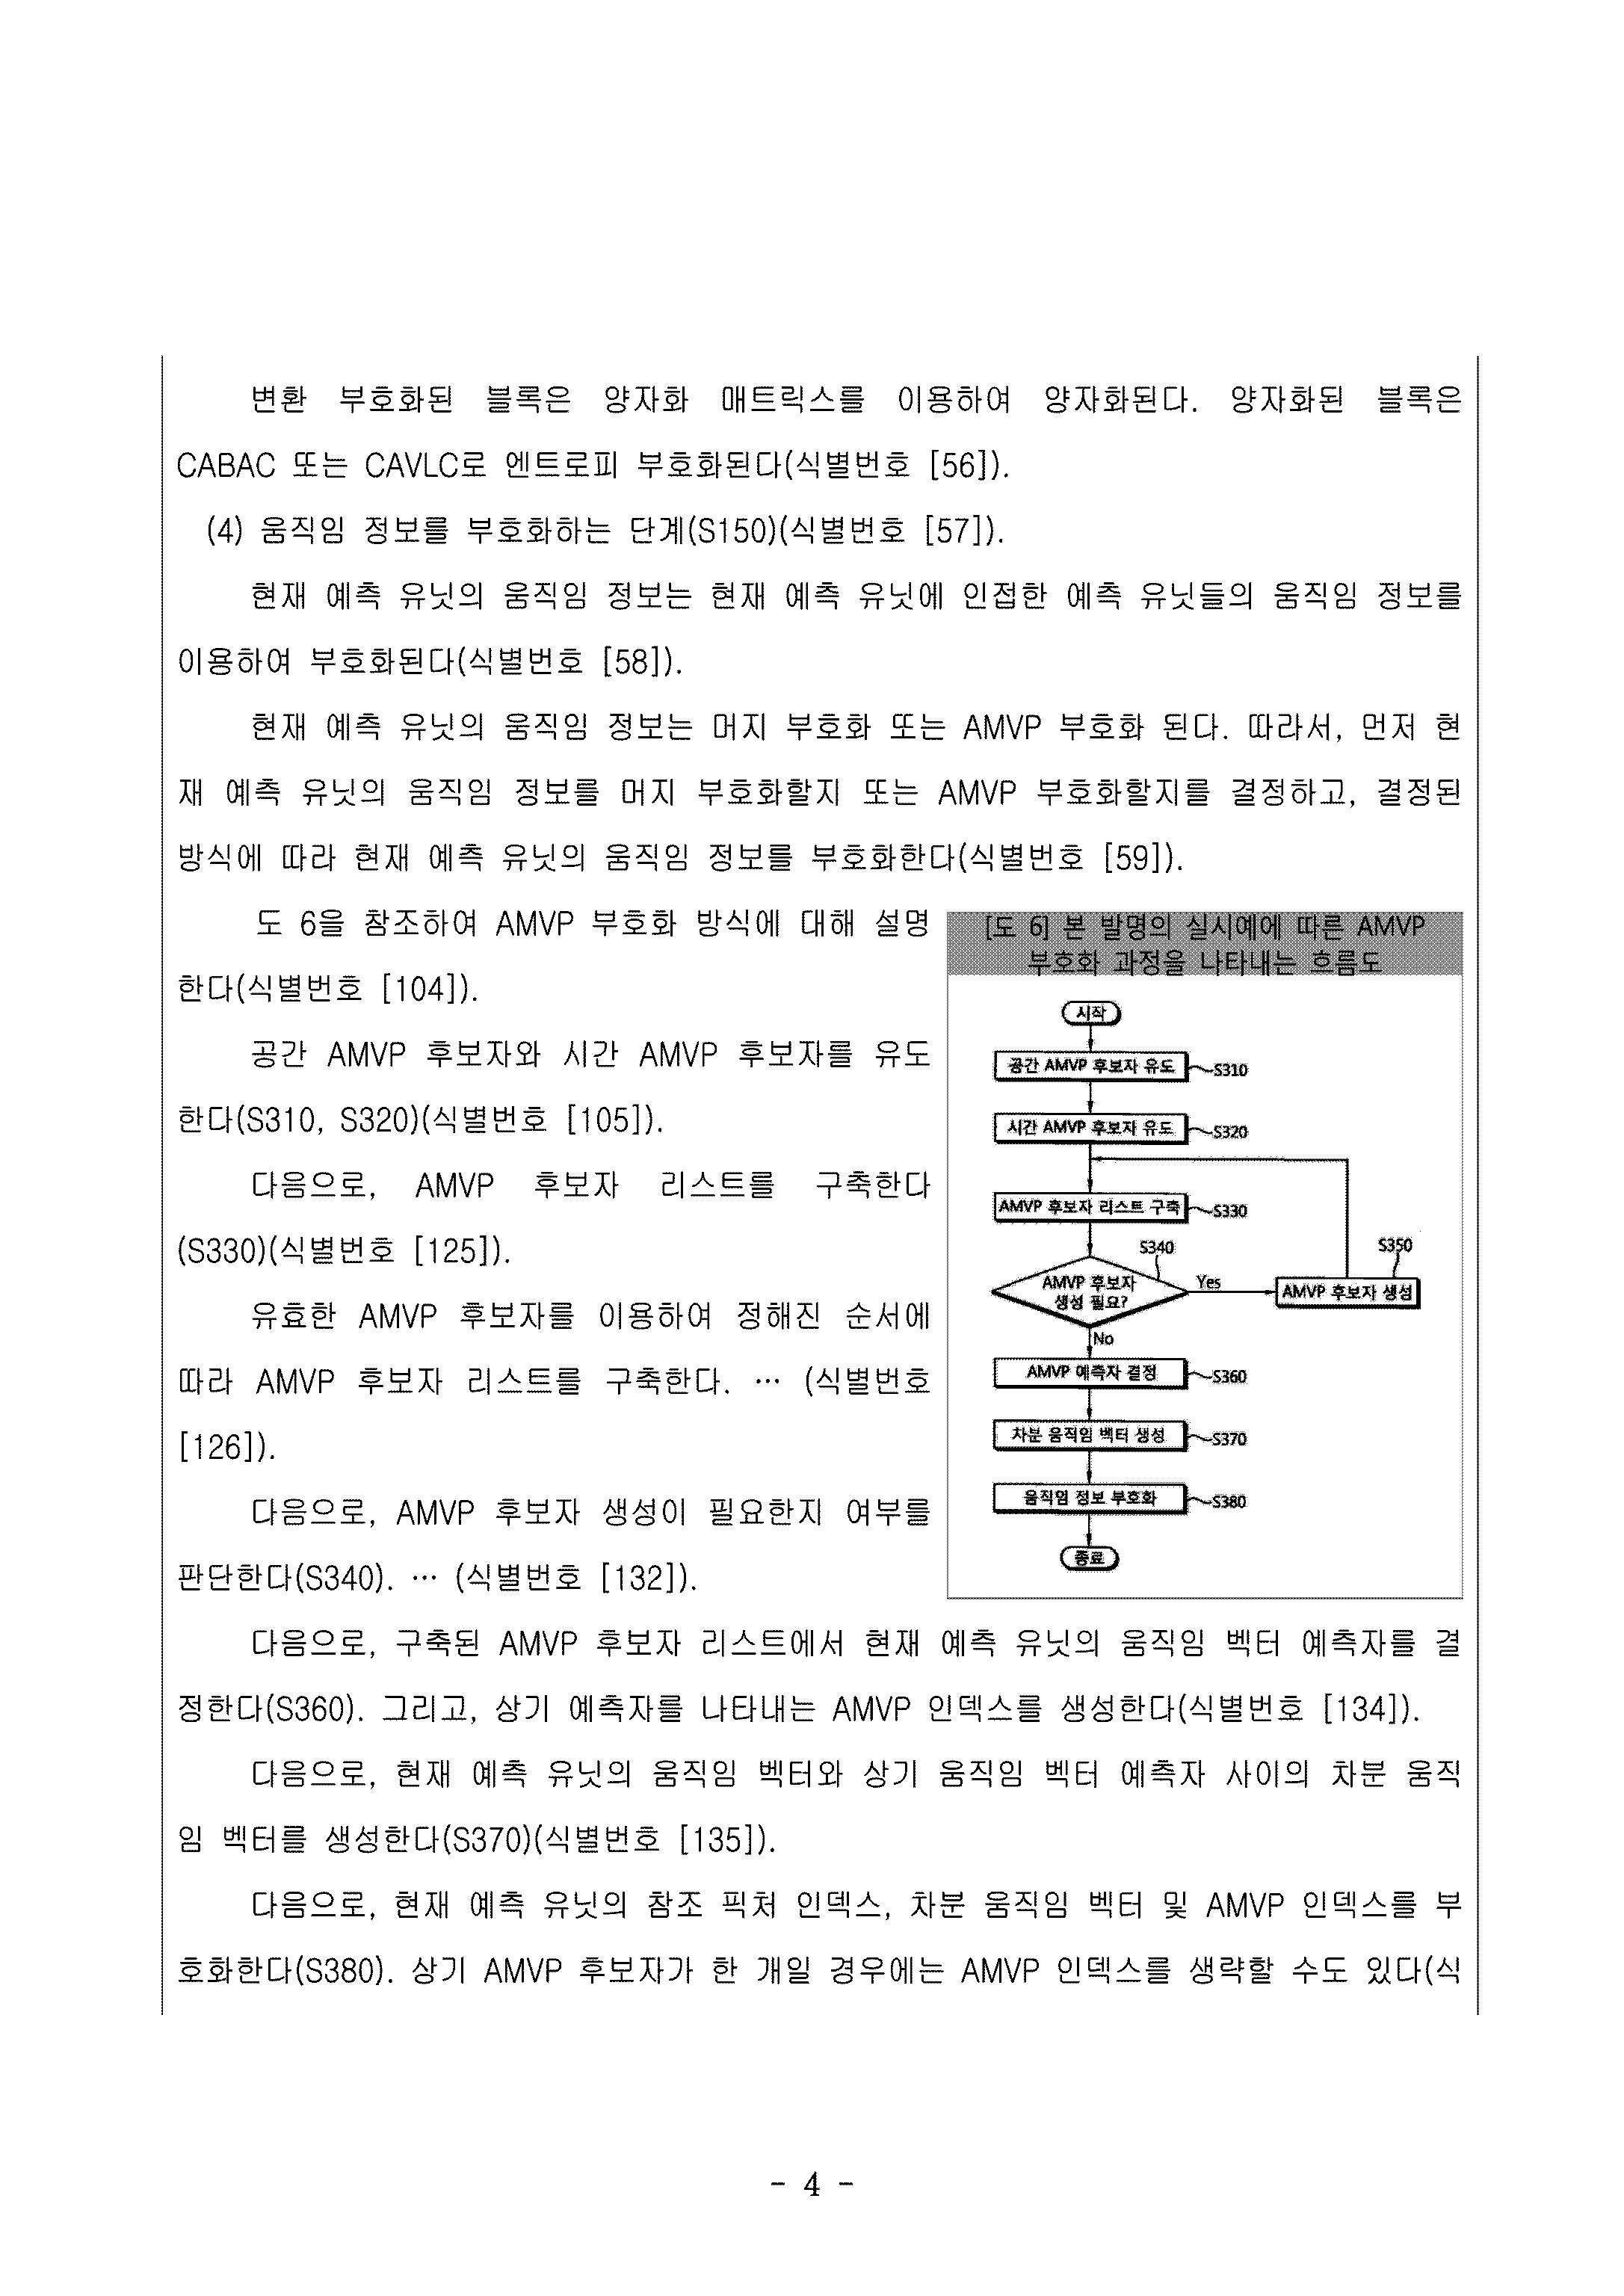 변환 부호화된 블록은 양자화 매트릭스를 이용하여 양자화된다. 양자화된 블록은
CABAC 또는 CAVLC로 엔트로피 부호화된다(식별번호 [56]).
(4) 움직임 정보를 부호화하는 단계(S150)(식별번호 [57]).
현재 예측 유닛의 움직임 정보는 현재 예측 유닛에 인접한 예측 유닛들의 움직임 정보를
이용하여 부호화된다(식별번호 [58]).
현재 예측 유닛의 움직임 정보는 머지 부호화 또는 AMVP 부호화 된다. 따라서, 먼저 현
재 예측 유닛의 움직임 정보를 머지 부호화할지 또는 AMVP 부호화할지를 결정하고, 결정된
방식에 따라 현재 예측 유닛의 움직임 정보를 부호화한다(식별번호 [59]).
도 6을 참조하여 AMVP 부호화 방식에 대해 설명
한다(식별번호 [104]).
공간 AMVP 후보자와 시간 AMVP 후보자를 유도
한다(S310, S320)(식별번호 [105]).
다음으로, AMVP 후보자 리스트를 구축한다
(S330)(식별번호 [125]).
유효한 AMVP 후보자를 이용하여 정해진 순서에
따라 AMVP 후보자 리스트를 구축한다. … (식별번호
[126]).
다음으로, AMVP 후보자 생성이 필요한지 여부를
판단한다(S340). … (식별번호 [132]).
[도 6] 본 발명의 실시예에 따른 AMVP
부호화 과정을 나타내는 흐름도
시작
공간 AMVP 후보자 유도 S310
시간 AMVP 후보자 유도 S320
AMVP 후보자 리스트 구축 S330
S340
S350
AMVP 후보자
생성 필요?
Yes
AMVP 후보자 생성
No
AMVP 예측자 결정 S360
차분 움직임 벡터 생성 S370
움직임 정보 부호화 S380
종료
다음으로, 구축된 AMVP 후보자 리스트에서 현재 예측 유닛의 움직임 벡터 예측자를 결
정한다(S360). 그리고, 상기 예측자를 나타내는 AMVP 인덱스를 생성한다(식별번호 [134]).
다음으로, 현재 예측 유닛의 움직임 벡터와 상기 움직임 벡터 예측자 사이의 차분 움직
임 벡터를 생성한다(S370)(식별번호 [135]).
다음으로, 현재 예측 유닛의 참조 픽처 인덱스, 차분 움직임 벡터 및 AMVP 인덱스를 부
호화한다(S380). 상기 AMVP 후보자가 한 개일 경우에는 AMVP 인덱스를 생략할 수도 있다(식
- 4 -